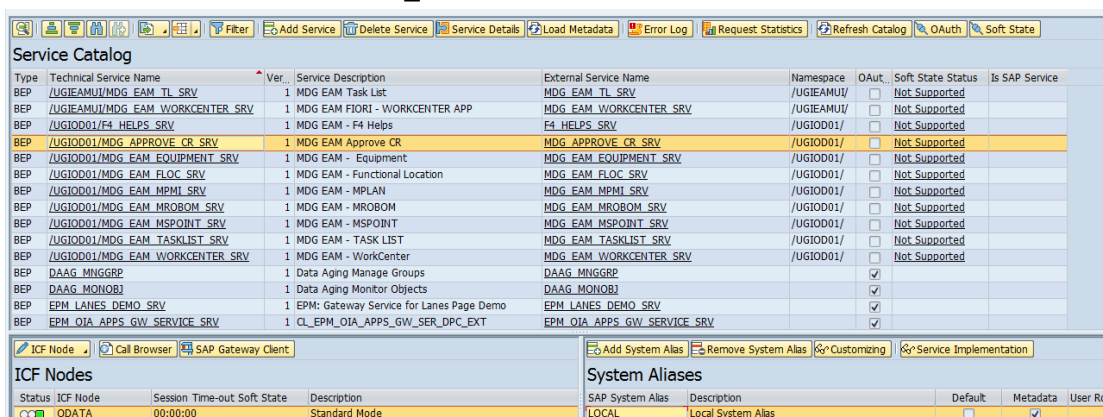 Filter Add Service Delete Service Service Details Load Metadata Error Log Request Statistics Refresh Catalog OAuth Soft State
Service Catalog
Type Technical Service Name Ver... Service Description External Service Name Namespace OAut... Soft State Status Is SAP Service
BEP /UGIEAMUI/MDG_EAM_TL_SRV 1 MDG EAM Task List MDG_EAM_TL_SRV /UGIEAMUI/ Not Supported
BEP /UGIEAMUI/MDG_EAM_WORKCENTER_SRV 1 MDG EAM FIORI - WORKCENTER APP MDG_EAM_WORKCENTER_SRV /UGIEAMUI/ Not Supported
BEP /UGIOD01/F4_HELPS_SRV 1 MDG EAM - F4 Helps F4_HELPS_SRV /UGIOD01/ Not Supported
BEP /UGIOD01/MDG_APPROVE_CR_SRV 1 MDG EAM Approve CR MDG_APPROVE_CR_SRV /UGIOD01/ Not Supported
BEP /UGIOD01/MDG_EAM_EQUIPMENT_SRV 1 MDG EAM - Equipment MDG_EAM_EQUIPMENT_SRV /UGIOD01/ Not Supported
BEP /UGIOD01/MDG_EAM_FLOC_SRV 1 MDG EAM - Functional Location MDG_EAM_FLOC_SRV /UGIOD01/ Not Supported
BEP /UGIOD01/MDG_EAM_MPMI_SRV 1 MDG EAM - MPLAN MDG_EAM_MPMI_SRV /UGIOD01/ Not Supported
BEP /UGIOD01/MDG_EAM_MROBOM_SRV 1 MDG EAM - MROBOM MDG_EAM_MROBOM_SRV /UGIOD01/ Not Supported
BEP /UGIOD01/MDG_EAM_MSPOINT_SRV 1 MDG EAM - MSPOINT MDG_EAM_MSPOINT_SRV /UGIOD01/ Not Supported
BEP /UGIOD01/MDG_EAM_TASKLIST_SRV 1 MDG EAM - TASK LIST MDG_EAM_TASKLIST_SRV /UGIOD01/ Not Supported
BEP /UGIOD01/MDG_EAM_WORKCENTER_SRV 1 MDG EAM - WorkCenter MDG_EAM_WORKCENTER_SRV /UGIOD01/ Not Supported
BEP DAAG_MNGGRP 1 Data Aging Manage Groups DAAG_MNGGRP
BEP DAAG_MONOBJ 1 Data Aging Monitor Objects DAAG_MONOBJ
BEP EPM_LANES_DEMO_SRV 1 EPM: Gateway Service for Lanes Page Demo EPM_LANES_DEMO_SRV
BEP EPM_OIA_APPS_GW_SERVICE_SRV 1 CL_EPM_OIA_APPS_GW_SER_DPC_EXT EPM_OIA_APPS_GW_SERVICE_SRV
ICF Node Call Browser SAP Gateway Client Add System Alias Remove System Alias Customizing Service Implementation
ICF Nodes System Aliases
Status ICF Node Session Time-out Soft State Description SAP System Alias Description Default Metadata User Ro
ODATA 00:00:00 Standard Mode LOCAL Local System Alias